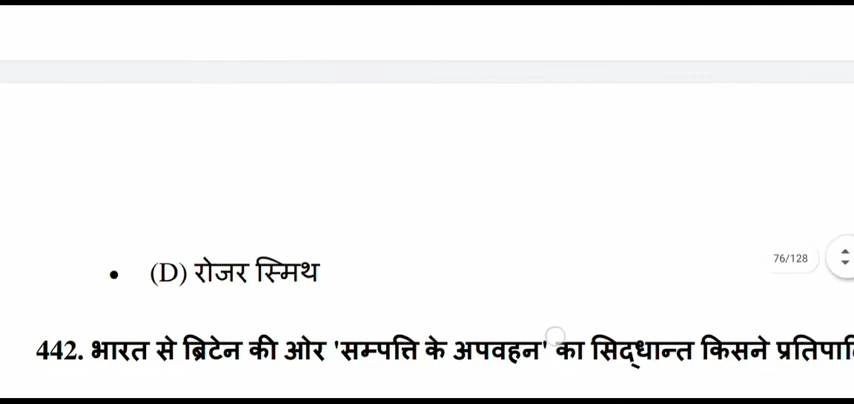 76/128
• (D) रोजर स्मिथ
442. भारत से ब्रिटेन की ओर 'सम्पत्ति के अपवहन' का सिद्धान्त किसने